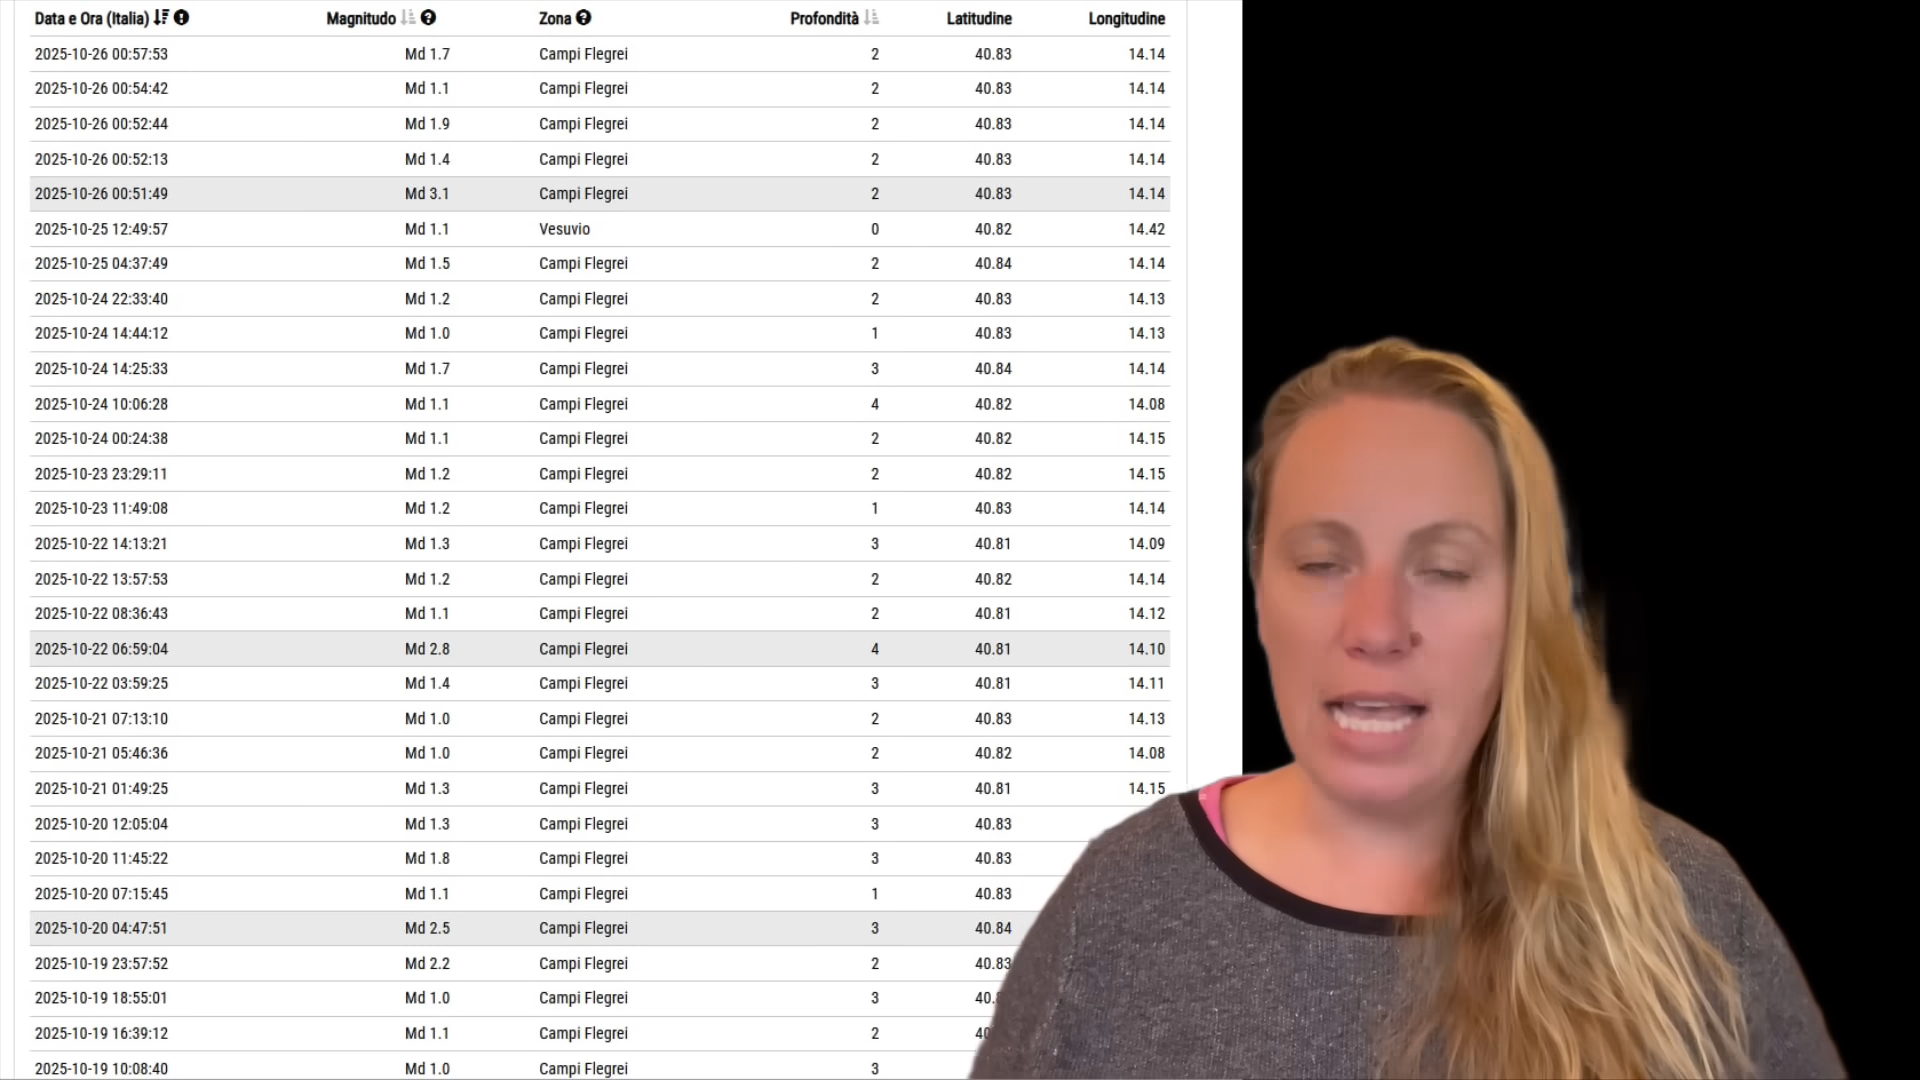 Data e Ora (Italia) Magnitudo Zona Profondità Latitudine Longitudine
2025-10-26 00:57:53 Md 1.7 Campi Flegrei 2 40.83 14.14
2025-10-26 00:54:42 Md 1.1 Campi Flegrei 2 40.83 14.14
2025-10-26 00:52:44 Md 1.9 Campi Flegrei 2 40.83 14.14
2025-10-26 00:52:13 Md 1.4 Campi Flegrei 2 40.83 14.14
2025-10-26 00:51:49 Md 3.1 Campi Flegrei 2 40.83 14.14
2025-10-25 12:49:57 Md 1.1 Vesuvio 0 40.82 14.42
2025-10-25 04:37:49 Md 1.5 Campi Flegrei 2 40.84 14.14
2025-10-24 22:33:40 Md 1.2 Campi Flegrei 2 40.83 14.13
2025-10-24 14:44:12 Md 1.0 Campi Flegrei 1 40.83 14.13
2025-10-24 14:25:33 Md 1.7 Campi Flegrei 3 40.84 14.14
2025-10-24 10:06:28 Md 1.1 Campi Flegrei 4 40.82 14.08
2025-10-24 00:24:38 Md 1.1 Campi Flegrei 2 40.82 14.15
2025-10-23 23:29:11 Md 1.2 Campi Flegrei 2 40.82 14.15
2025-10-23 11:49:08 Md 1.2 Campi Flegrei 1 40.83 14.14
2025-10-22 14:13:21 Md 1.3 Campi Flegrei 3 40.81 14.09
2025-10-22 13:57:53 Md 1.2 Campi Flegrei 2 40.82 14.14
2025-10-22 08:36:43 Md 1.1 Campi Flegrei 2 40.81 14.12
2025-10-22 06:59:04 Md 2.8 Campi Flegrei 4 40.81 14.10
2025-10-22 03:59:25 Md 1.4 Campi Flegrei 3 40.81 14.11
2025-10-21 07:13:10 Md 1.0 Campi Flegrei 2 40.83 14.13
2025-10-21 05:46:36 Md 1.0 Campi Flegrei 2 40.82 14.08
2025-10-21 01:49:25 Md 1.3 Campi Flegrei 3 40.81 14.15
2025-10-20 12:05:04 Md 1.3 Campi Flegrei 3 40.83
2025-10-20 11:45:22 Md 1.8 Campi Flegrei 3 40.83
2025-10-20 07:15:45 Md 1.1 Campi Flegrei 1 40.83
2025-10-20 04:47:51 Md 2.5 Campi Flegrei 3 40.84
2025-10-19 23:57:52 Md 2.2 Campi Flegrei 2 40.83
2025-10-19 18:55:01 Md 1.0 Campi Flegrei 3
2025-10-19 16:39:12 Md 1.1 Campi Flegrei 2
2025-10-19 10:08:40 Md 1.0 Campi Flegrei 3